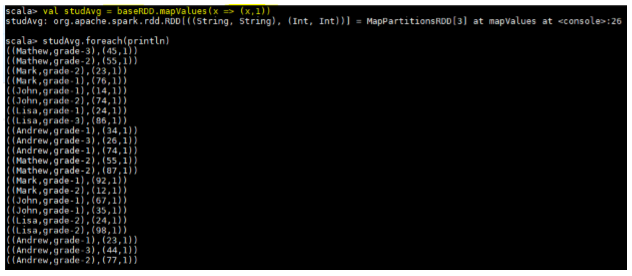 scala> val studAvg = baseRDD.mapValues(x => (x,1))
studAvg: org.apache.spark.rdd.RDD[((String, String), (Int, Int))] = MapPartitionsRDD[3] at mapValues at <console>:26
scala> studAvg.foreach(println)
((Mathew,grade-3),(45,1))
((Mathew,grade-2),(55,1))
((Mark,grade-2),(23,1))
((Mark,grade-1),(76,1))
((John,grade-1),(14,1))
((John,grade-2),(74,1))
((Lisa,grade-1),(24,1))
((Lisa,grade-3),(86,1))
((Andrew,grade-1),(34,1))
((Andrew,grade-3),(26,1))
((Andrew,grade-1),(74,1))
((Mathew,grade-2),(55,1))
((Mathew,grade-2),(87,1))
((Mark,grade-1),(92,1))
((Mark,grade-2),(12,1))
((John,grade-1),(67,1))
((John,grade-1),(35,1))
((Lisa,grade-2),(24,1))
((Lisa,grade-2),(98,1))
((Andrew,grade-1),(23,1))
((Andrew,grade-3),(44,1))
((Andrew,grade-2),(77,1))